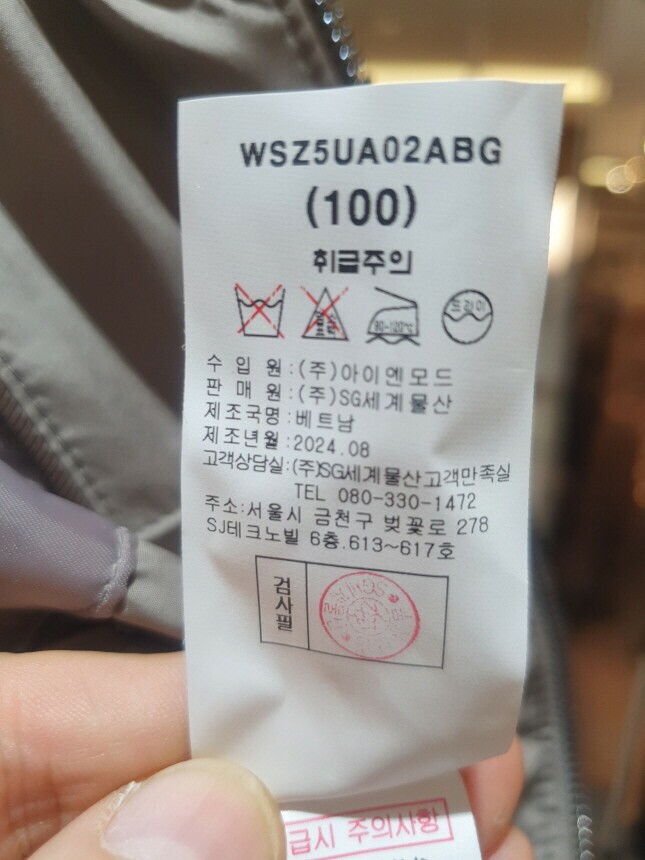 WSZ5UA02ABG
(100)
취급주의
80~100℃
드라이
수 입 원:(주)아이엔모드
판 매 원:(주)SG세계물산
제조국명:베트남
제조년월:2024.08
고객상담실:(주)SG세계물산고객만족실
TEL 080-330-1472
주소:서울시 금천구 벚꽃로 278
SJ테크노빌 6층.613~617호
검사필
급시 주의사항